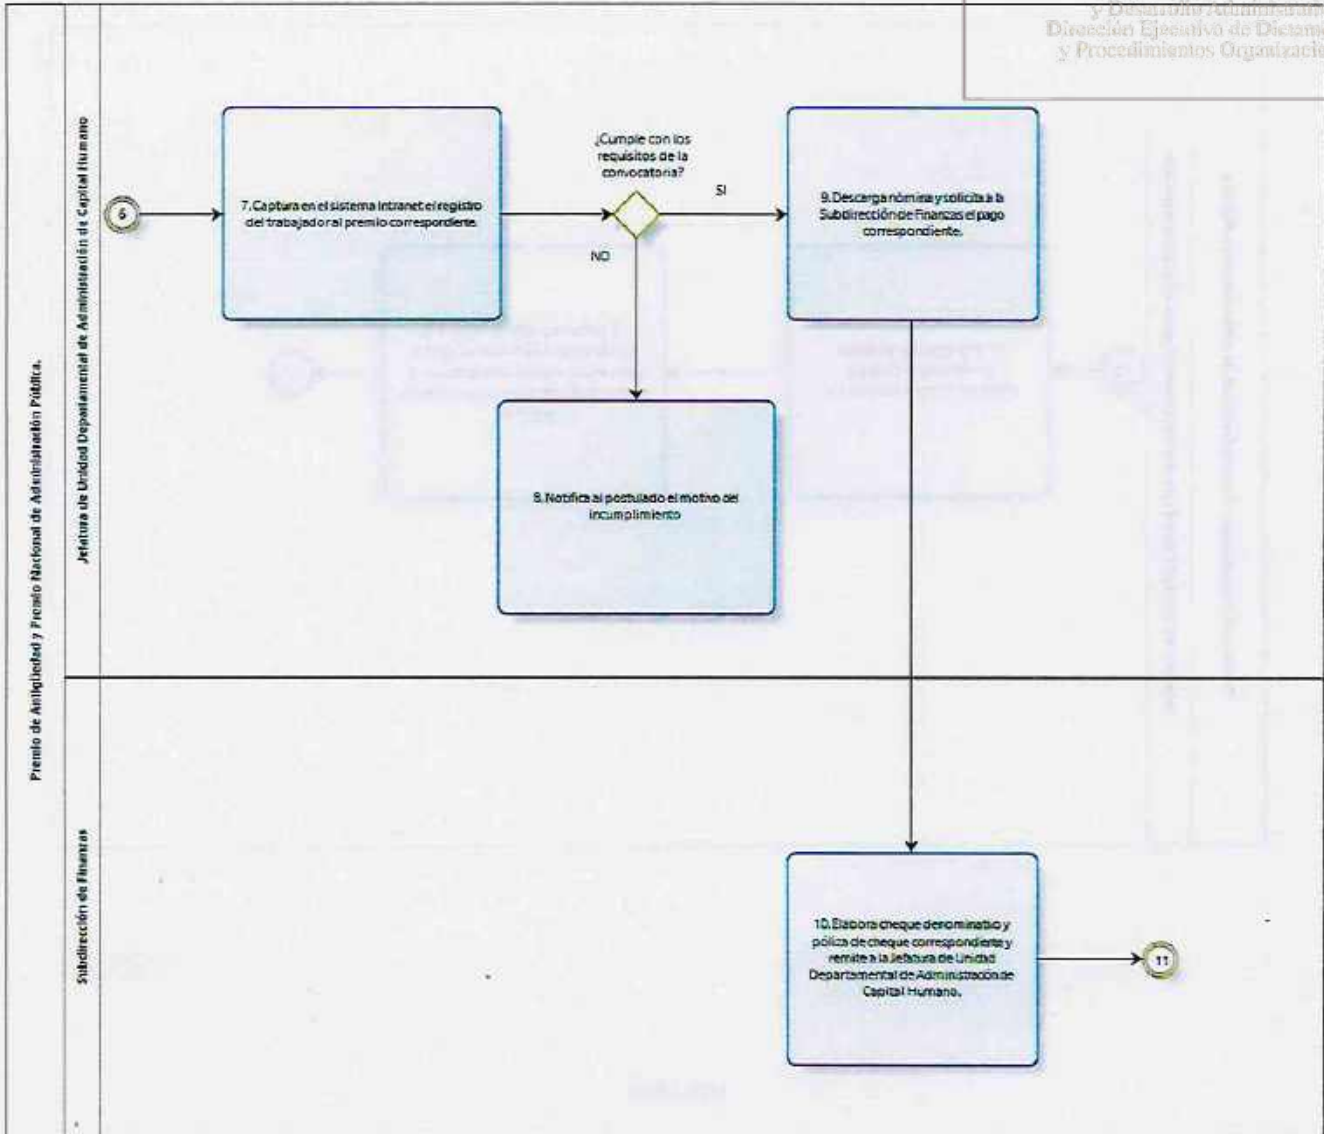 y Desarrollo Administrativo
Dirección Ejecutivo de Dictam
y Procedimientos Organizacio
Premio de Antigüedad y Premio Nacional de Administración Pública.
Jefatura de Unidad Departamental de Administración de Capital Humano
6
7. Captura en el sistema Intranet el registro
del trabajador al premio correspondiente.
¿Cumple con los
requisitos de la
convocatoria?
SI
NO
9. Descarga nómina y solicita a la
Subdirección de Finanzas el pago
correspondiente.
8. Notifica al postulado el motivo del
incumplimiento
Subdirección de Finanzas
10. Elabora cheque denominativo y
póliza de cheque correspondiente y
remite a la Jefatura de Unidad
Departamental de Administración de
Capital Humano.
11